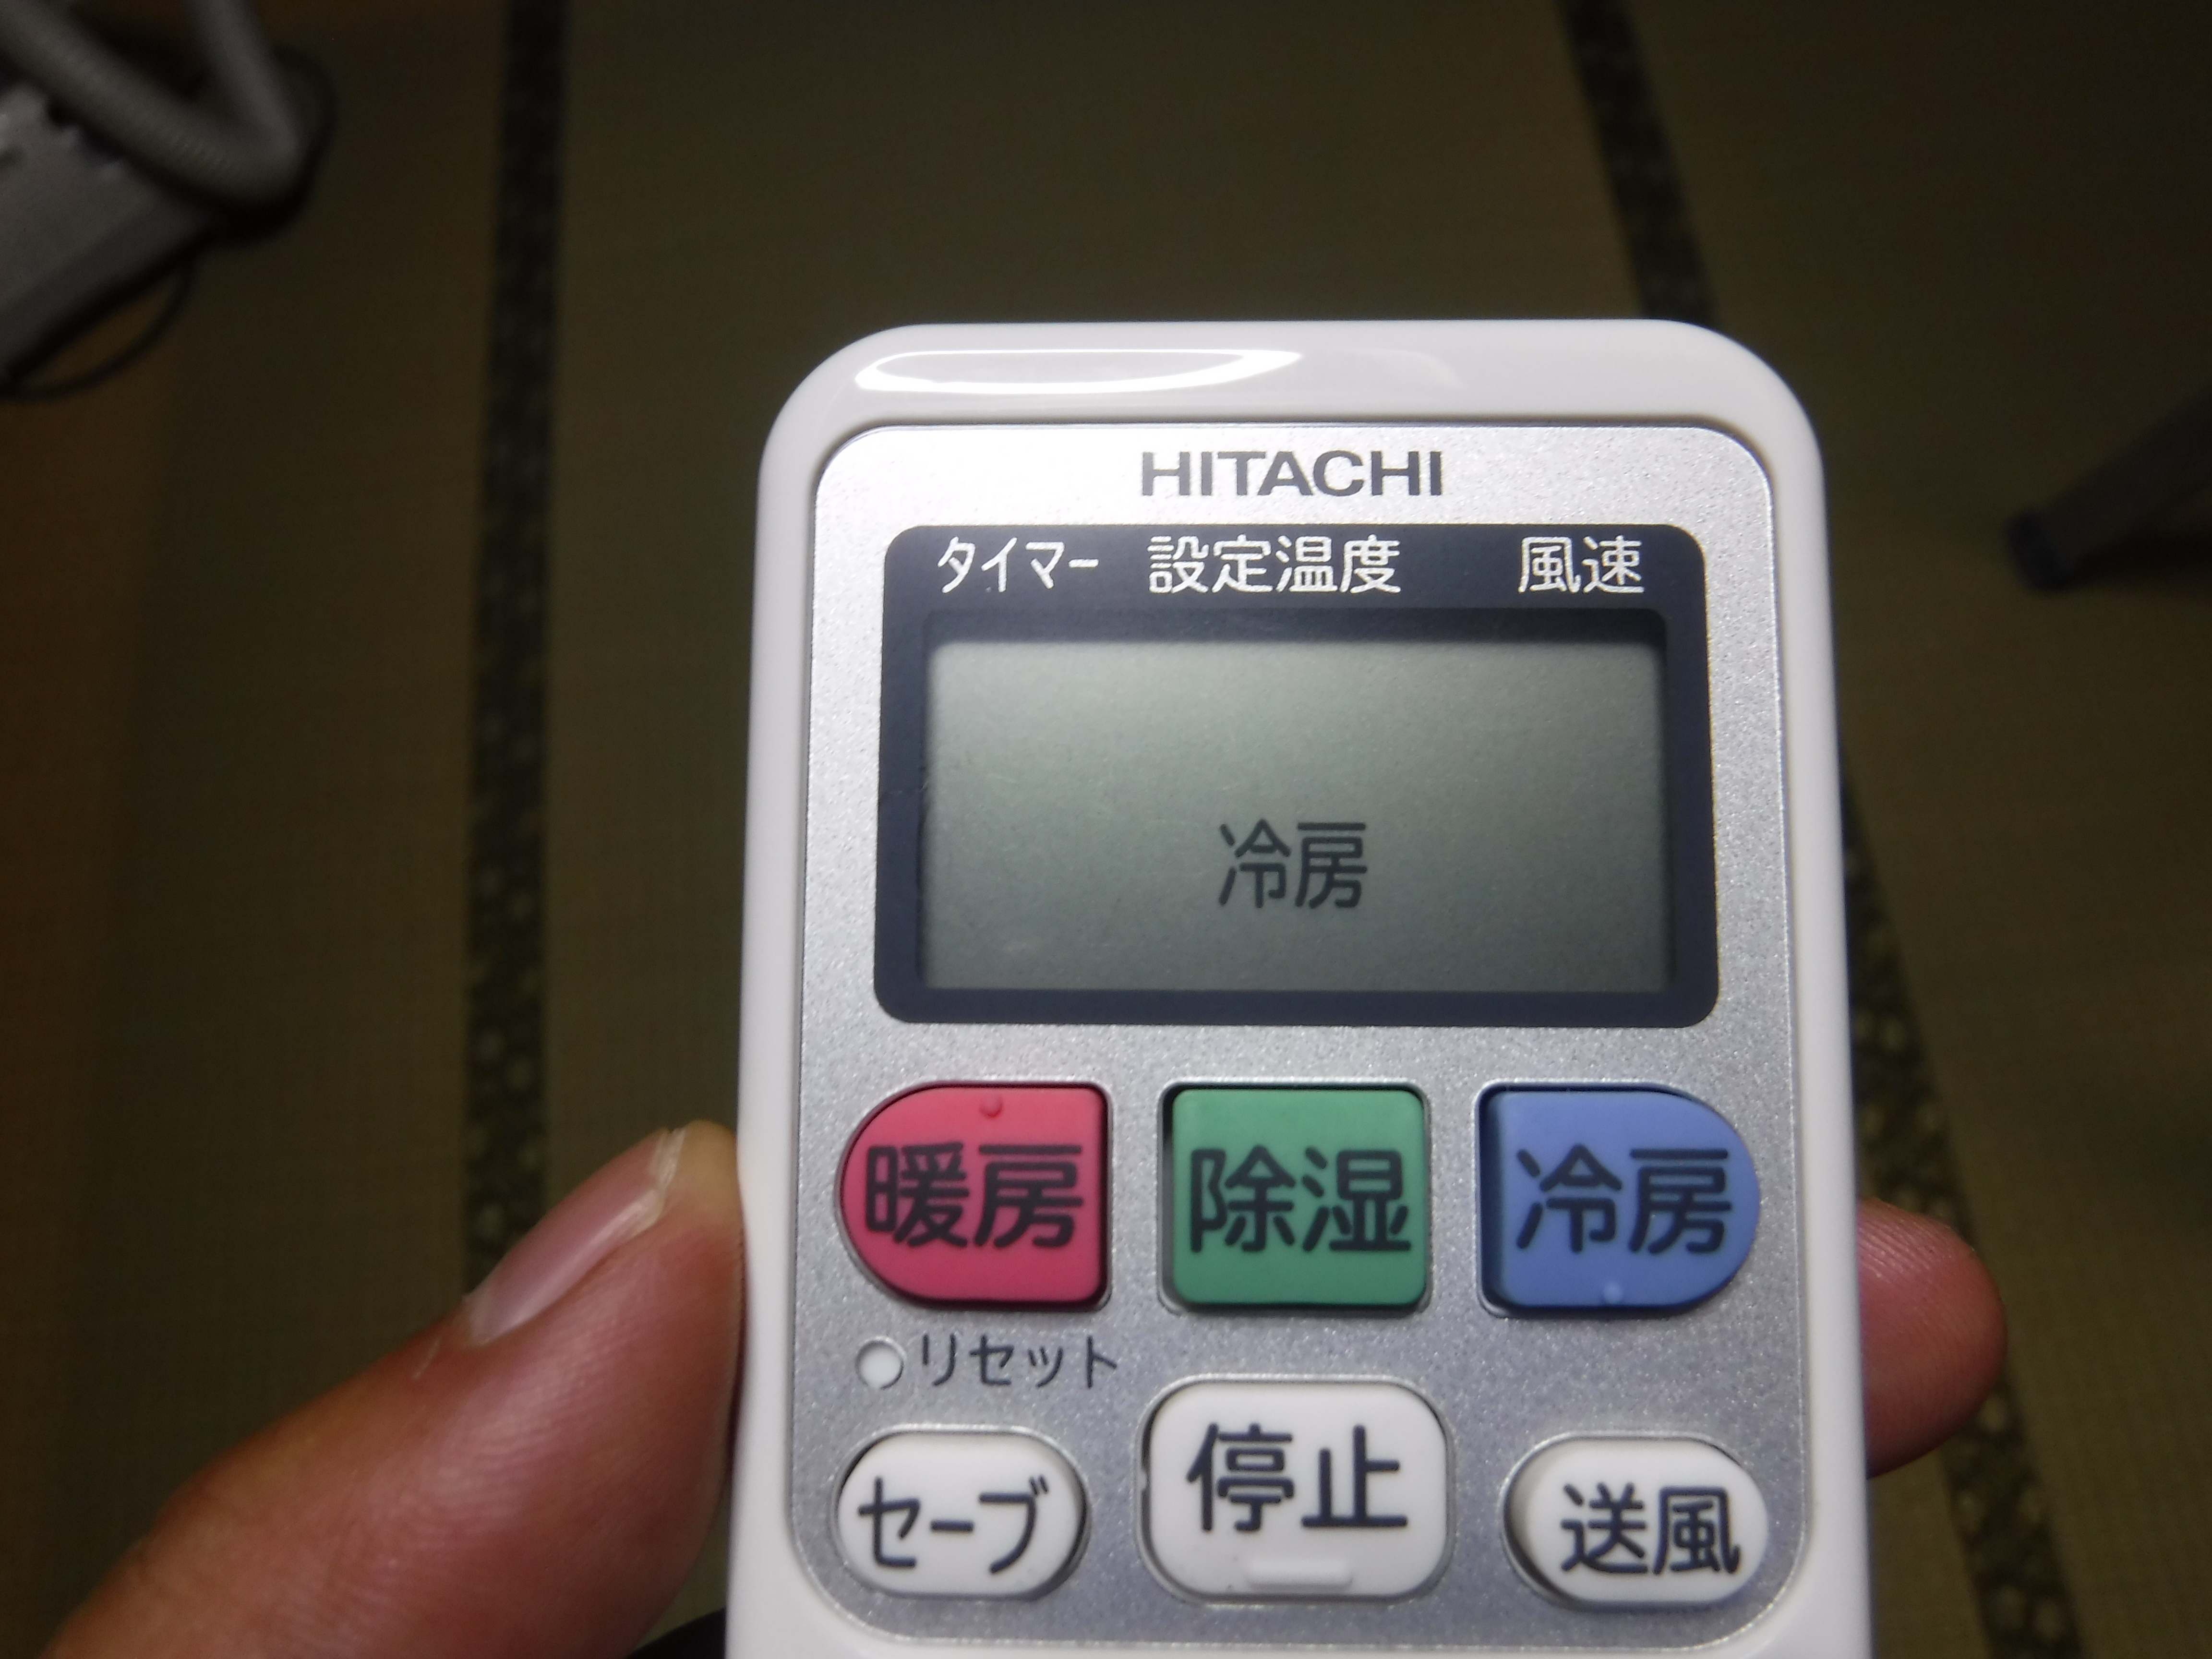 HITACHI
タイマー 設定温度 風速
冷房
暖房 除湿 冷房
リセット
セーブ 停止 送風